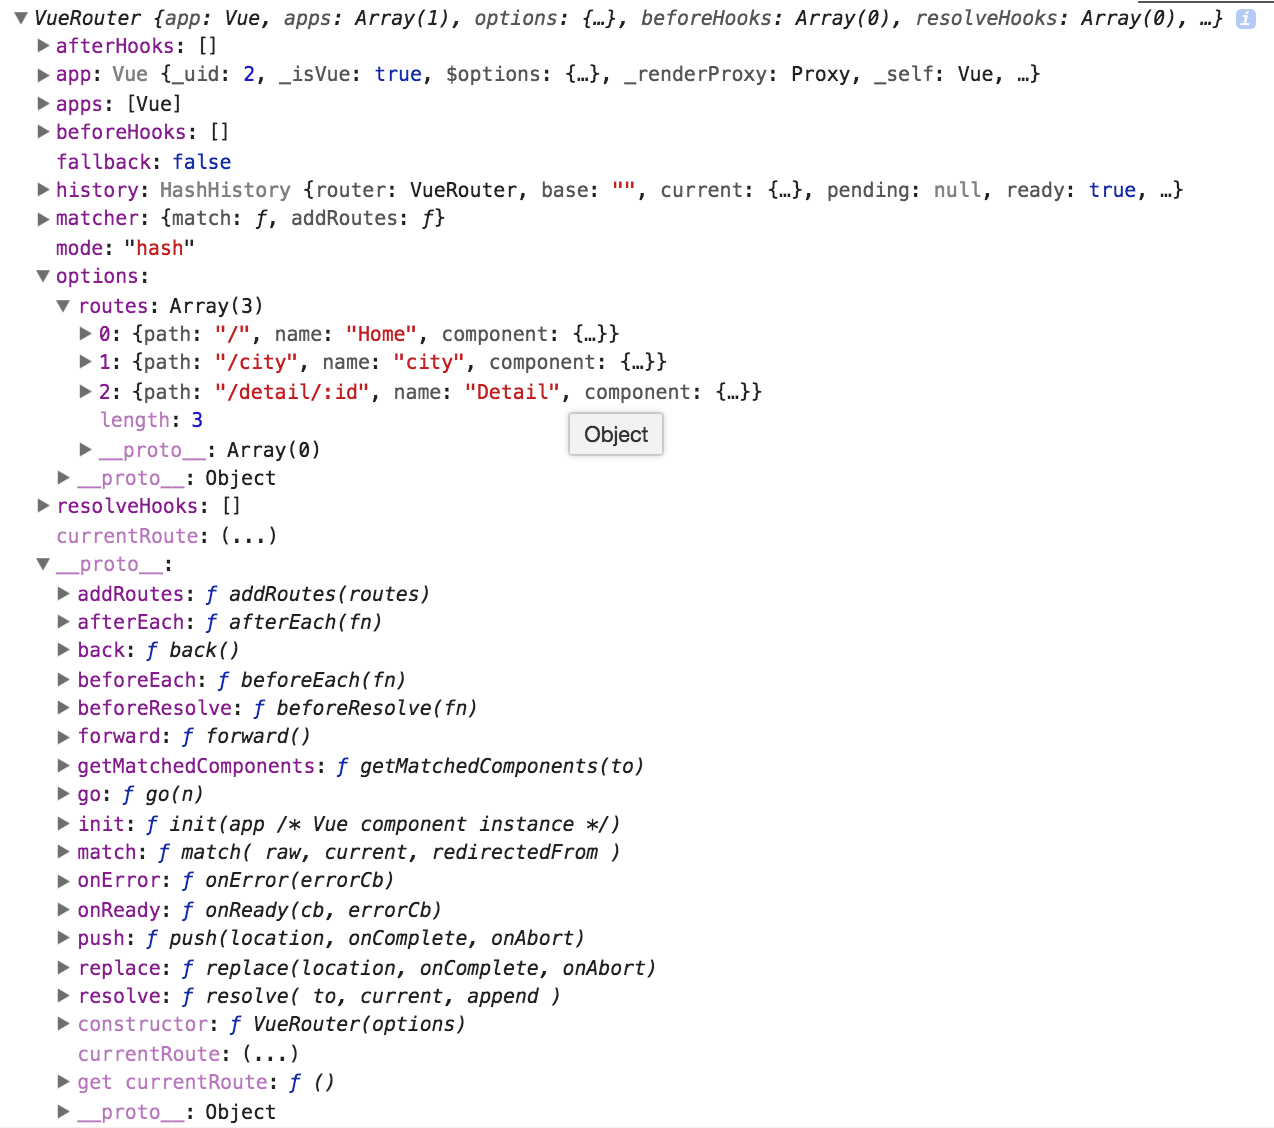 VueRouter {app: Vue, apps: Array(1), options: {…}, beforeHooks: Array(0), resolveHooks: Array(0), …} i
afterHooks: []
app: Vue {_uid: 2, _isVue: true, $options: {…}, _renderProxy: Proxy, _self: Vue, …}
apps: [Vue]
beforeHooks: []
fallback: false
history: HashHistory {router: VueRouter, base: "", current: {…}, pending: null, ready: true, …}
matcher: {match: ƒ, addRoutes: ƒ}
mode: "hash"
options:
routes: Array(3)
0: {path: "/", name: "Home", component: {…}}
1: {path: "/city", name: "city", component: {…}}
2: {path: "/detail/:id", name: "Detail", component: {…}}
length: 3
Object
__proto__: Array(0)
__proto__: Object
resolveHooks: []
currentRoute: (...)
__proto__:
addRoutes: ƒ addRoutes(routes)
afterEach: ƒ afterEach(fn)
back: ƒ back()
beforeEach: ƒ beforeEach(fn)
beforeResolve: ƒ beforeResolve(fn)
forward: ƒ forward()
getMatchedComponents: ƒ getMatchedComponents(to)
go: ƒ go(n)
init: ƒ init(app /* Vue component instance */)
match: ƒ match( raw, current, redirectedFrom )
onError: ƒ onError(errorCb)
onReady: ƒ onReady(cb, errorCb)
push: ƒ push(location, onComplete, onAbort)
replace: ƒ replace(location, onComplete, onAbort)
resolve: ƒ resolve( to, current, append )
constructor: ƒ VueRouter(options)
currentRoute: (...)
get currentRoute: ƒ ()
__proto__: Object